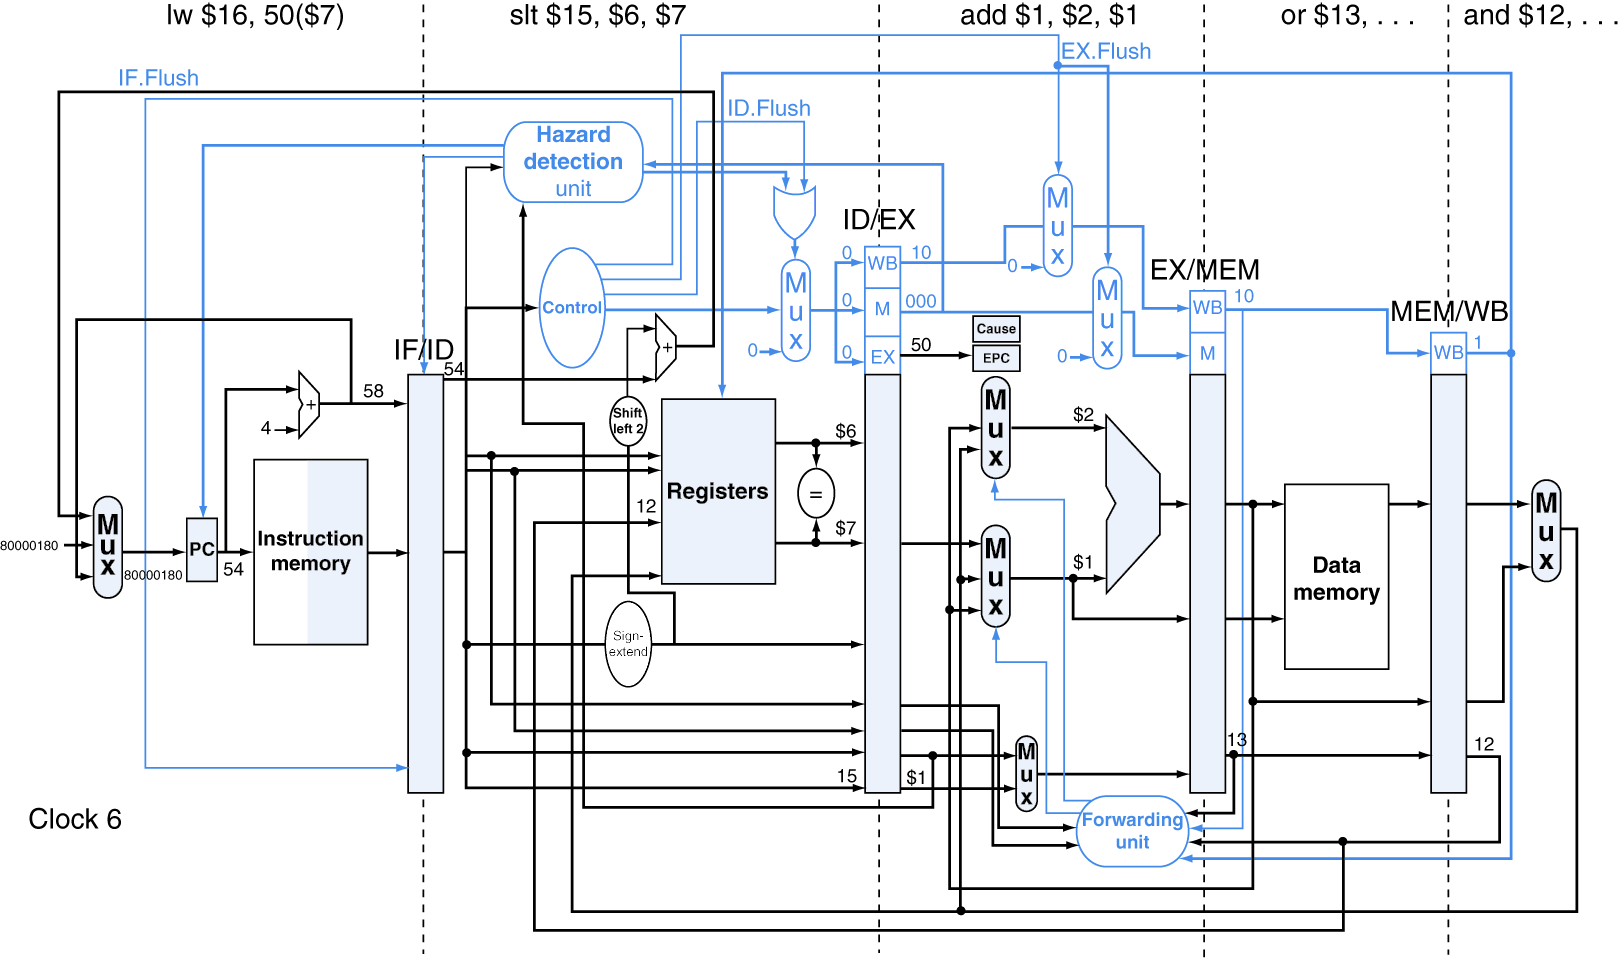 lw $16, 50($7)
slt $15, $6, $7
add $1, $2, $1
or $13, . . .
and $12, . . .
EX.Flush
IF.Flush
ID.Flush
Hazard
detection
unit
M
u
x
0
ID/EX
0
WB
10
0
M
000
0
EX
50
Control
M
u
x
0
M
u
x
0
EX/MEM
WB
10
M
MEM/WB
WB
1
Cause
EPC
IF/ID
54
+
+
58
4
Shift
left 2
M
u
x
$2
$6
=
$7
Registers
12
M
u
x
$1
M
u
x
80000180
80000180
PC
54
Instruction
memory
Data
memory
M
u
x
Sign-
extend
15
$1
M
u
x
13
12
Forwarding
unit
Clock 6